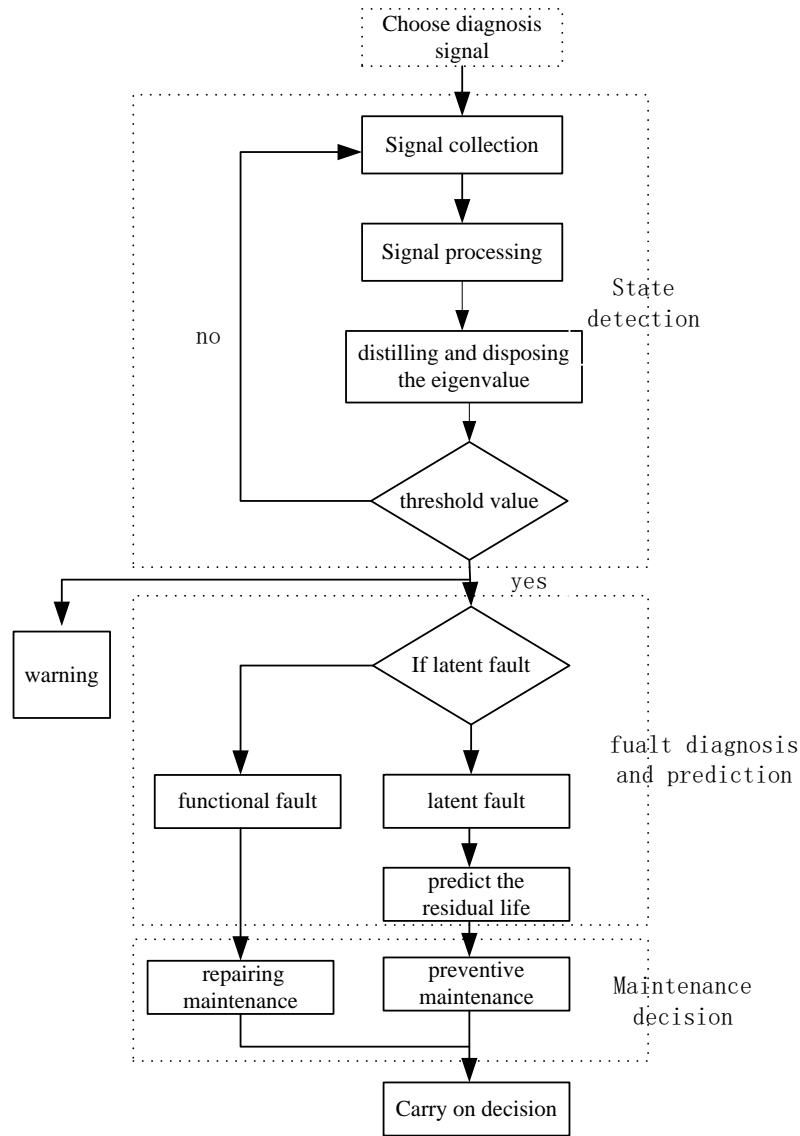 Choose diagnosis
signal
Signal collection
Signal processing
State
detection
no
distilling and disposing
the eigenvalue
threshold value
yes
warning
If latent fault
fualt diagnosis
and prediction
functional fault
latent fault
predict the
residual life
repairing
maintenance
preventive
maintenance
Maintenance
decision
Carry on decision